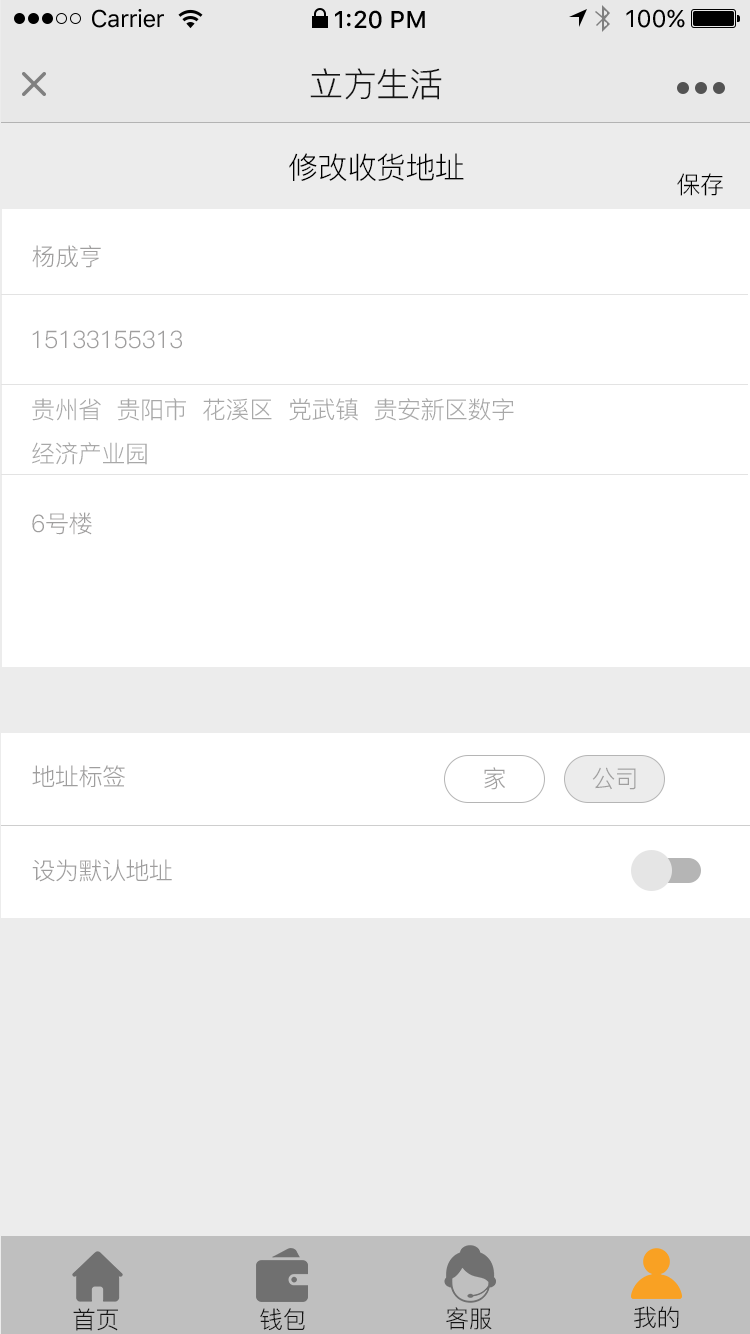 Carrier 1:20 PM 100%
立方生活
修改收货地址
保存
杨成亨
15133155313
贵州省 贵阳市 花溪区 党武镇 贵安新区数字
经济产业园
6号楼
地址标签 家 公司
设为默认地址
首页 钱包 客服 我的